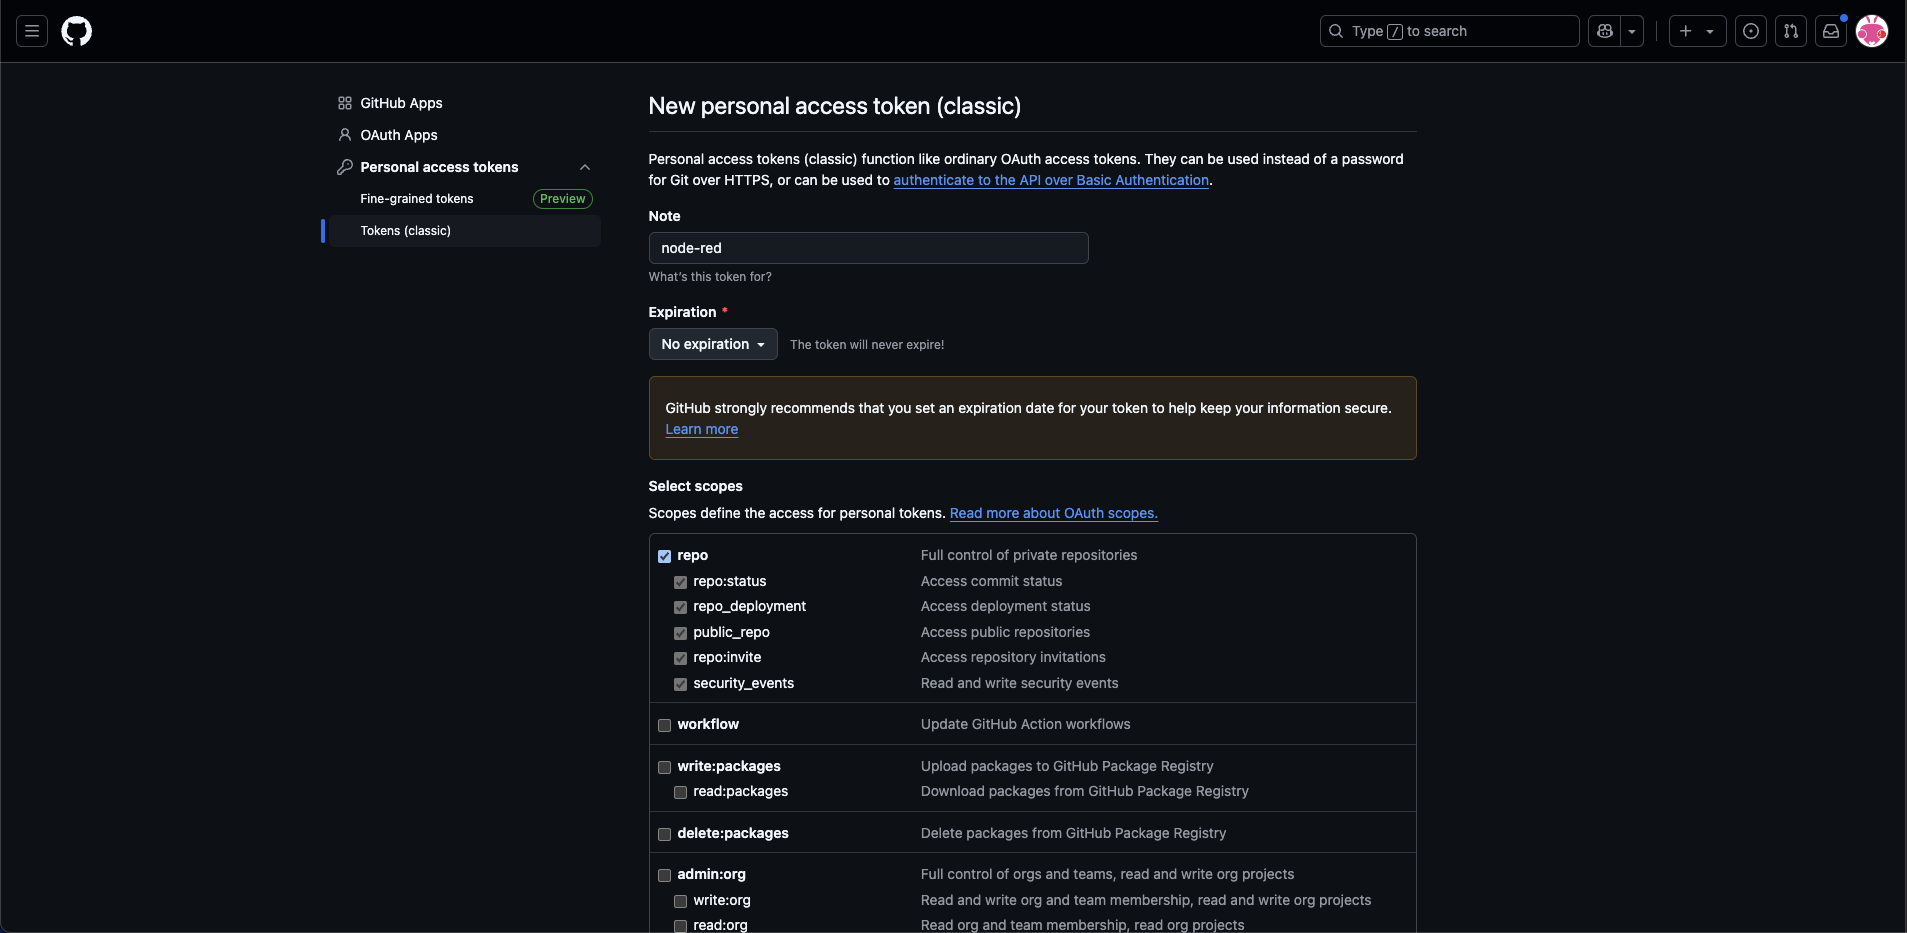 Type / to search
GitHub Apps
OAuth Apps
Personal access tokens
Fine-grained tokens Preview
Tokens (classic)
New personal access token (classic)
Personal access tokens (classic) function like ordinary OAuth access tokens. They can be used instead of a password
for Git over HTTPS, or can be used to authenticate to the API over Basic Authentication.
Note
node-red
What's this token for?
Expiration *
No expiration The token will never expire!
GitHub strongly recommends that you set an expiration date for your token to help keep your information secure.
Learn more
Select scopes
Scopes define the access for personal tokens. Read more about OAuth scopes.
repo Full control of private repositories
repo:status Access commit status
repo_deployment Access deployment status
public_repo Access public repositories
repo:invite Access repository invitations
security_events Read and write security events
workflow Update GitHub Action workflows
write:packages Upload packages to GitHub Package Registry
read:packages Download packages from GitHub Package Registry
delete:packages Delete packages from GitHub Package Registry
admin:org Full control of orgs and teams, read and write org projects
write:org Read and write org and team membership, read and write org projects
read:org Read org and team membership, read org projects